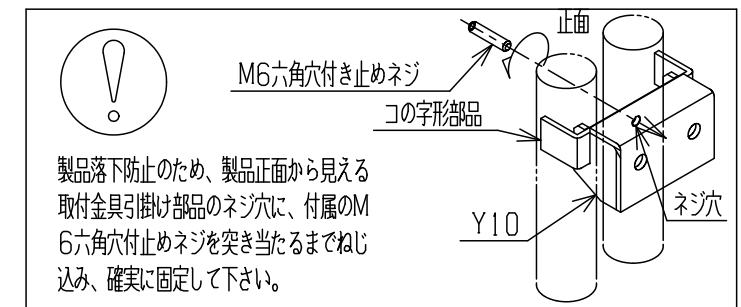 正面
M6六角穴付き止めネジ
コの字形部品
製品落下防止のため、製品正面から見える
取付金具引掛け部品のネジ穴に、付属のM
6六角穴付止めネジを突き当たるまでねじ
込み、確実に固定して下さい。
Y10
ネジ穴